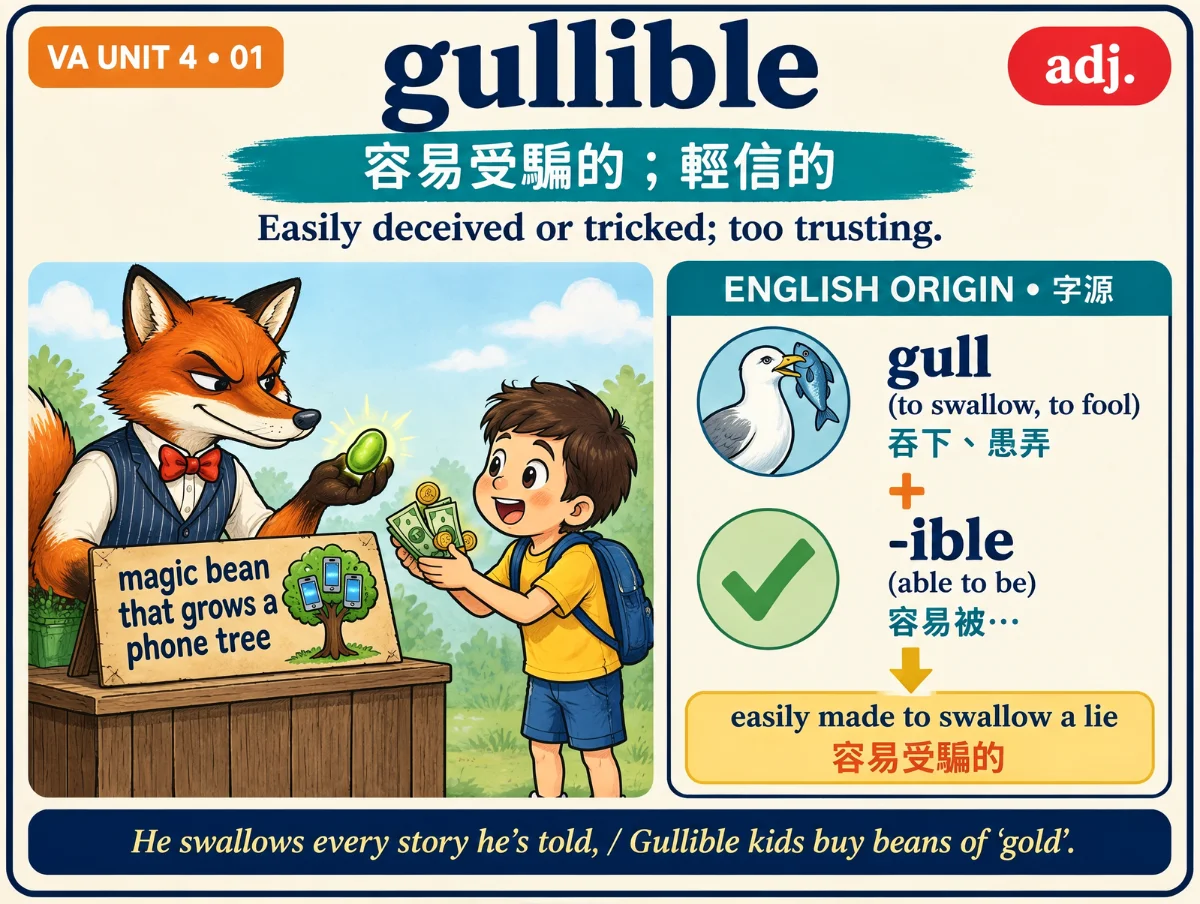 VA UNIT 4 • 01
gullible
adj.
容易受騙的；輕信的
Easily deceived or tricked; too trusting.
magic bean
that grows a
phone tree
ENGLISH ORIGIN • 字源
gull
(to swallow, to fool)
吞下、愚弄
+
-ible
(able to be)
容易被…
easily made to swallow a lie
容易受騙的
He swallows every story he’s told, / Gullible kids buy beans of ‘gold’.